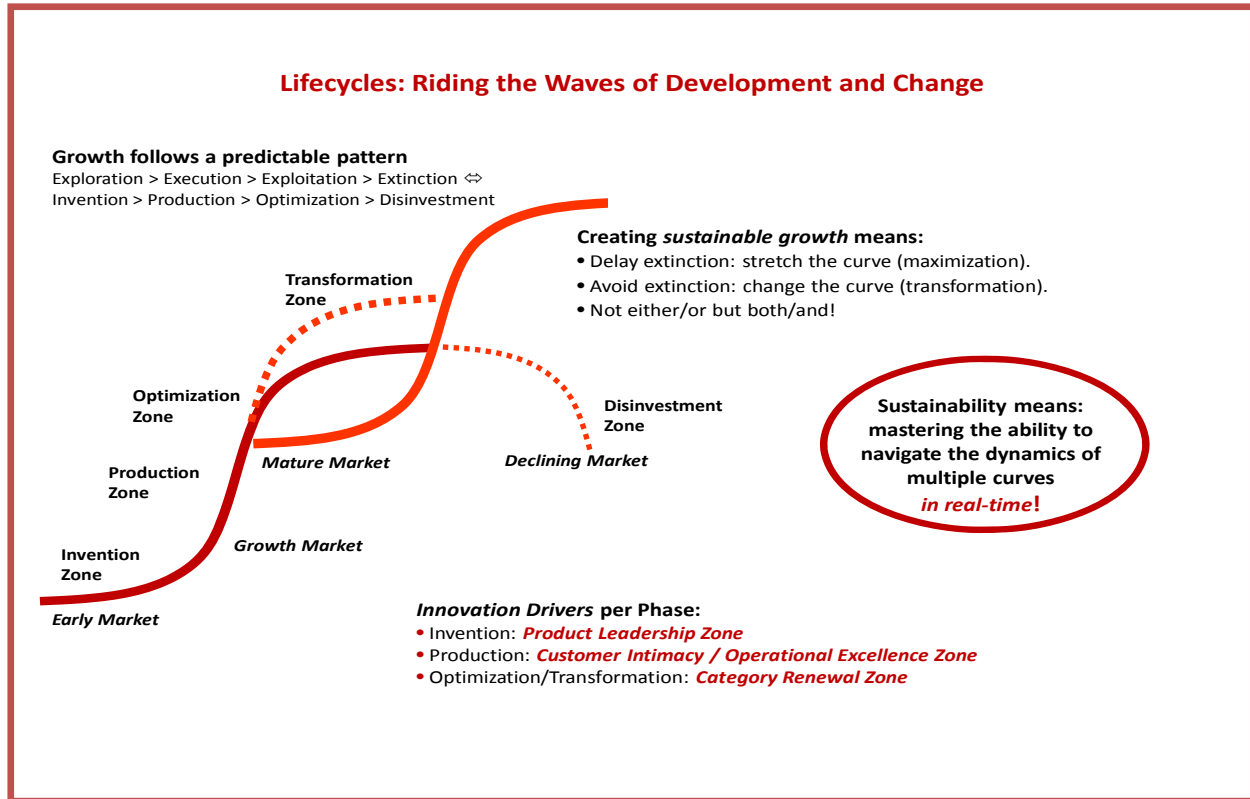 Lifecycles: Riding the Waves of Development and Change
Growth follows a predictable pattern
Exploration > Execution > Exploitation > Extinction ⬄
Invention > Production > Optimization > Disinvestment
Creating sustainable growth means:
• Delay extinction: stretch the curve (maximization).
• Avoid extinction: change the curve (transformation).
• Not either/or but both/and!
Transformation
Zone
Optimization
Zone
Disinvestment
Zone
Sustainability means:
mastering the ability to
navigate the dynamics of
multiple curves
in real-time!
Mature Market
Declining Market
Production
Zone
Growth Market
Invention
Zone
Early Market
Innovation Drivers per Phase:
• Invention: Product Leadership Zone
• Production: Customer Intimacy / Operational Excellence Zone
• Optimization/Transformation: Category Renewal Zone